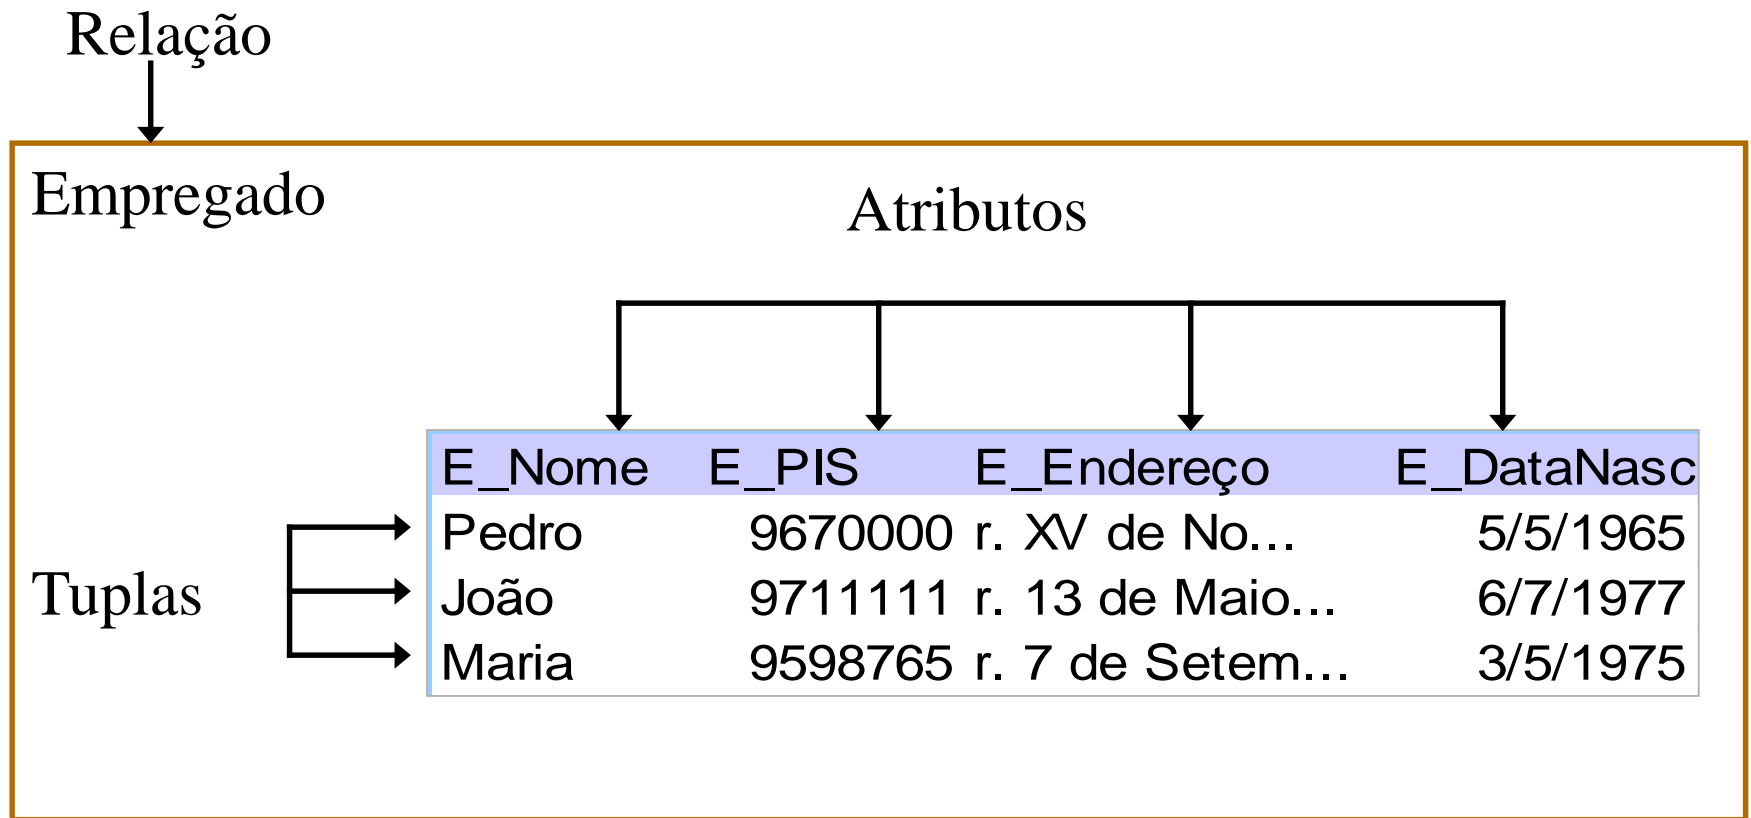 Relação
Empregado
Atributos
E_Nome E_PIS E_Endereço E_DataNasc
Pedro 9670000 r. XV de No... 5/5/1965
Tuplas
João 9711111 r. 13 de Maio... 6/7/1977
Maria 9598765 r. 7 de Setem... 3/5/1975